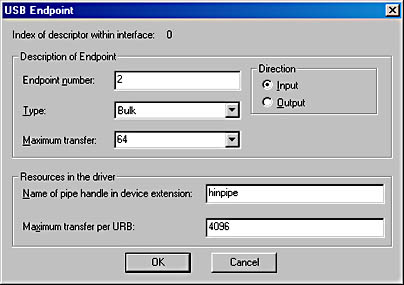 USB Endpoint
Index of descriptor within interface: 0
Description of Endpoint
Endpoint number: 2
Direction
Input
Type: Bulk
Output
Maximum transfer: 64
Resources in the driver
Name of pipe handle in device extension: hinpipe
Maximum transfer per URB: 4096
OK Cancel